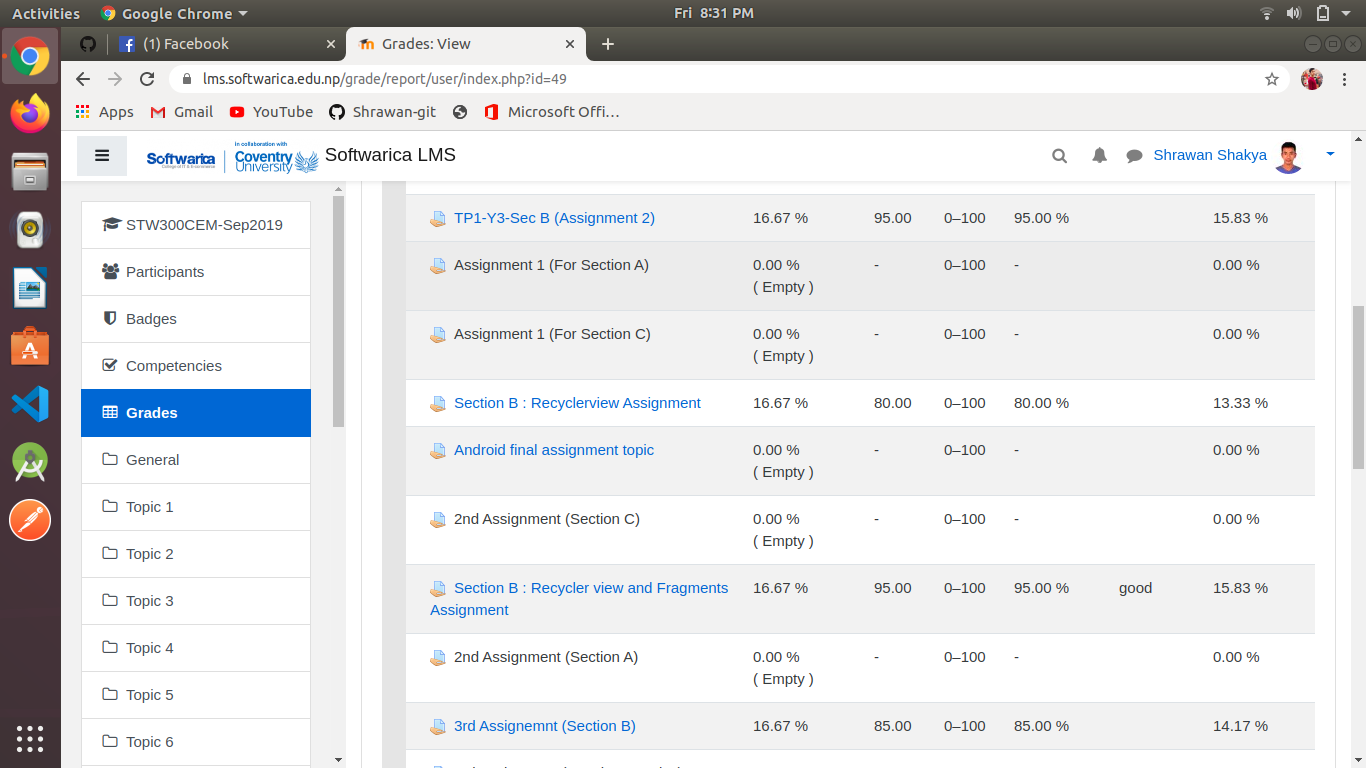 Activities
Google Chrome
Fri 8:31 PM
(1) Facebook
Grades: View
lms.softwarica.edu.np/grade/report/user/index.php?id=49
Apps
Gmail
YouTube
Shrawan-git
Microsoft Offi…
Softwarica
in collaboration with
Coventry
University
Softwarica LMS
Shrawan Shakya
STW300CEM-Sep2019
Participants
Badges
Competencies
Grades
General
Topic 1
Topic 2
Topic 3
Topic 4
Topic 5
Topic 6
TP1-Y3-Sec B (Assignment 2) 16.67 % 95.00 0–100 95.00 % 15.83 %
Assignment 1 (For Section A) 0.00 % - 0–100 - 0.00 %
( Empty )
Assignment 1 (For Section C) 0.00 % - 0–100 - 0.00 %
( Empty )
Section B : Recyclerview Assignment 16.67 % 80.00 0–100 80.00 % 13.33 %
Android final assignment topic 0.00 % - 0–100 - 0.00 %
( Empty )
2nd Assignment (Section C) 0.00 % - 0–100 - 0.00 %
( Empty )
Section B : Recycler view and Fragments 16.67 % 95.00 0–100 95.00 % good 15.83 %
Assignment
2nd Assignment (Section A) 0.00 % - 0–100 - 0.00 %
( Empty )
3rd Assignemnt (Section B) 16.67 % 85.00 0–100 85.00 % 14.17 %